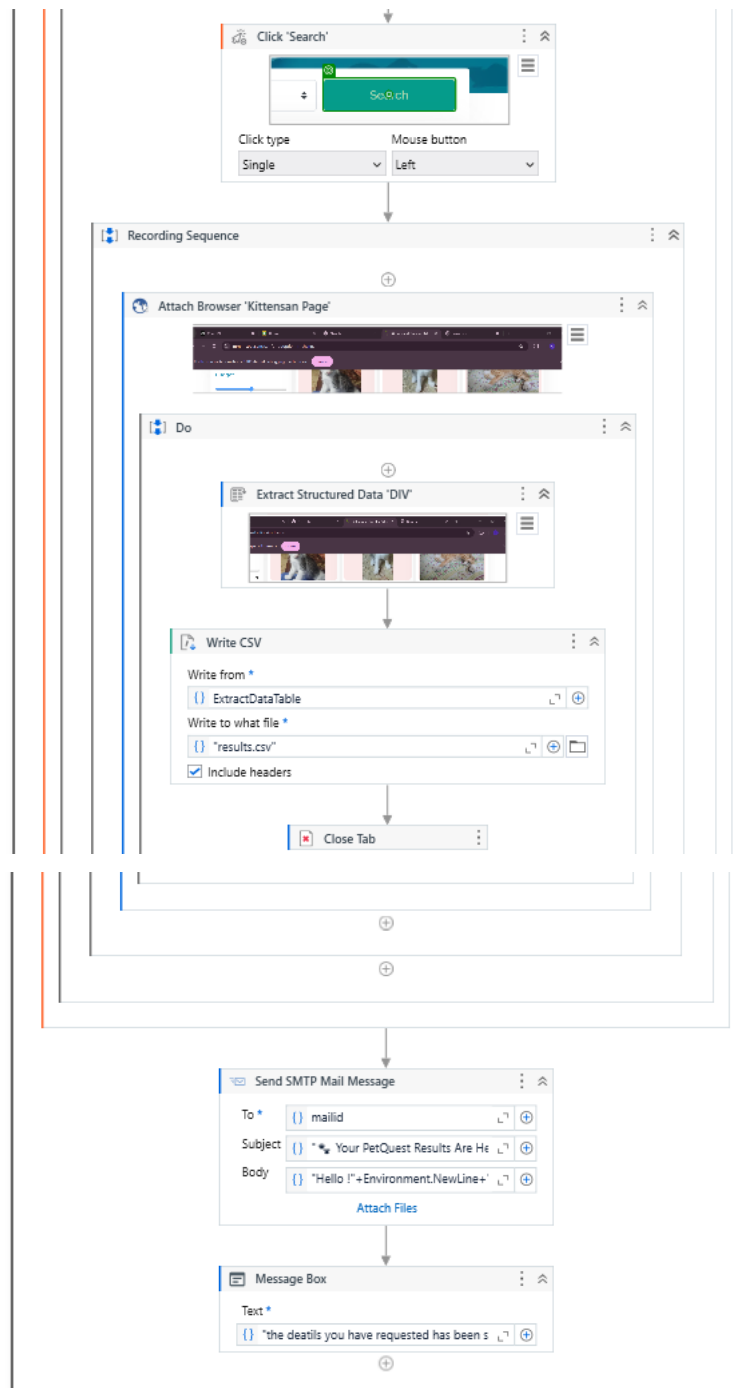 Click 'Search'
Search
Click type
Mouse button
Single
Left
Recording Sequence
Attach Browser 'Kittensan Page'
Do
Extract Structured Data 'DIV'
Write CSV
Write from *
{} ExtractDataTable
Write to what file *
{} "results.csv"
Include headers
Close Tab
Send SMTP Mail Message
To *
{} mailid
Subject
{} "🐾 Your PetQuest Results Are He
Body
{} "Hello !"+Environment.NewLine+"
Attach Files
Message Box
Text *
{} "the deatils you have requested has been s